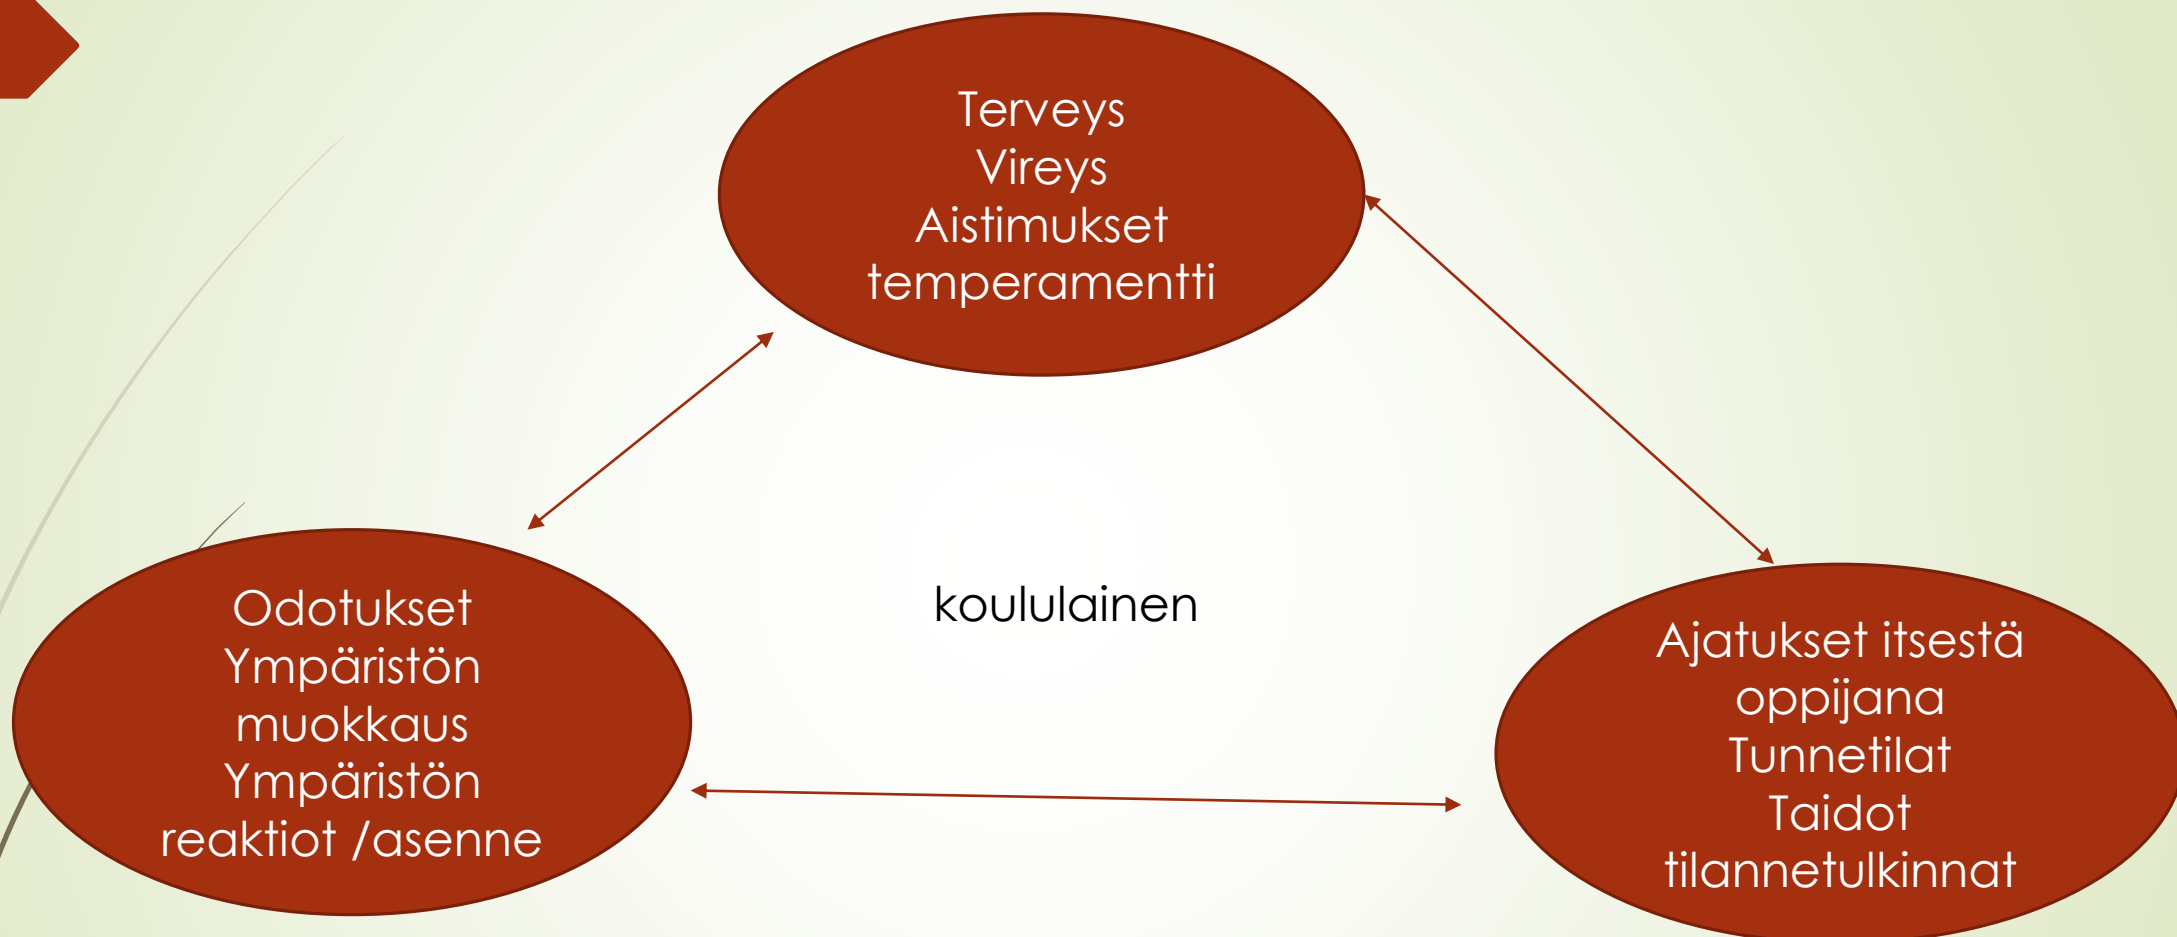 Terveys
Vireys
Aistimukset
temperamentti
Odotukset
Ympäristön
muokkaus
Ympäristön
reaktiot /asenne
koululainen
Ajatukset itsestä
oppijana
Tunnetilat
Taidot
tilannetulkinnat